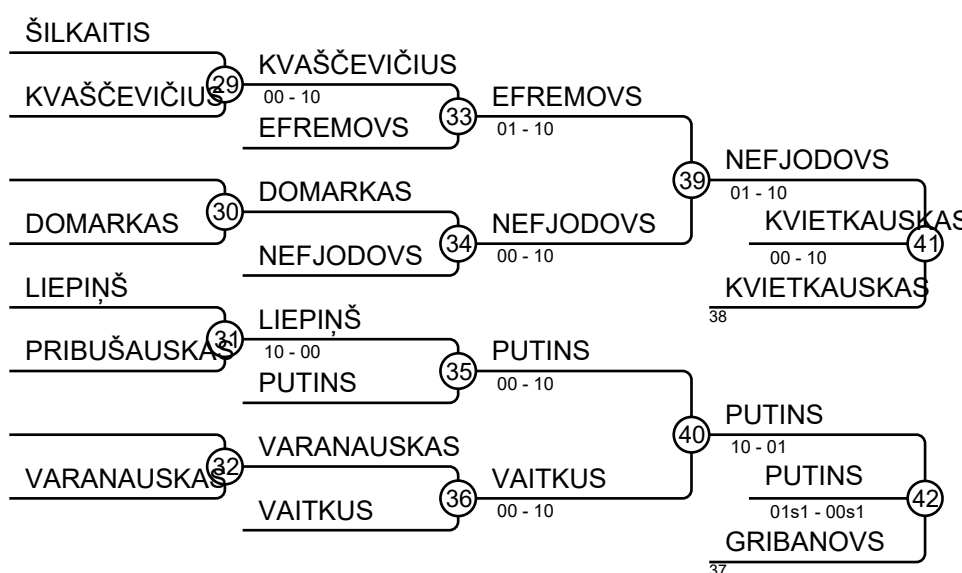 ŠILKAITIS
KVAŠČEVIČIUS
29
KVAŠČEVIČIUS
00 - 10
EFREMOVS
33
EFREMOVS
01 - 10
DOMARKAS
30
DOMARKAS
NEFJODOVS
34
NEFJODOVS
00 - 10
39
NEFJODOVS
01 - 10
KVIETKAUSKAS
00 - 10
41
KVIETKAUSKAS
38
LIEPIŅŠ
PRIBUŠAUSKAS
31
LIEPIŅŠ
10 - 00
PUTINS
35
PUTINS
00 - 10
VARANAUSKAS
32
VARANAUSKAS
VAITKUS
36
VAITKUS
00 - 10
40
PUTINS
10 - 01
PUTINS
01s1 - 00s1
42
GRIBANOVS
37